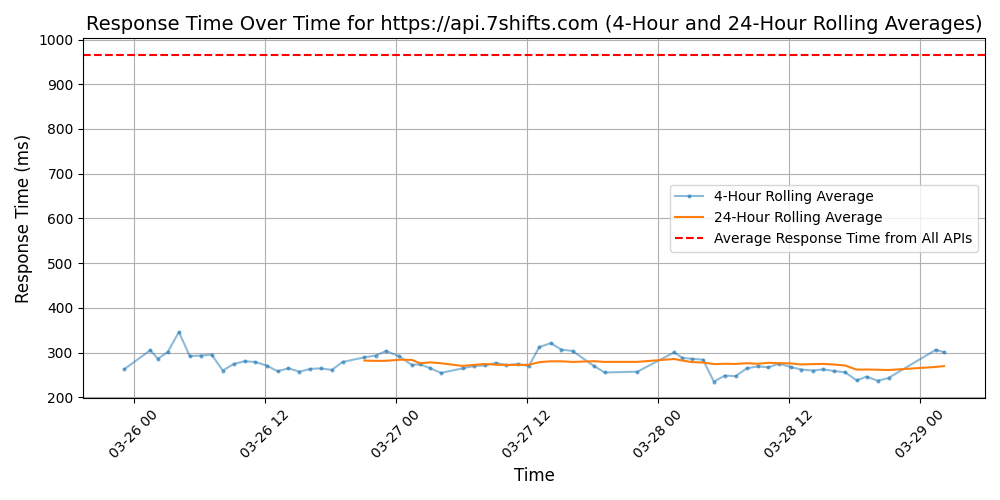 Response Time Over Time for https://api.7shifts.com (4-Hour and 24-Hour Rolling Averages)
Response Time (ms)
1000
900
800
700
600
500
400
300
200
4-Hour Rolling Average
24-Hour Rolling Average
Average Response Time from All APIs
03-26 00
03-26 12
03-27 00
03-27 12
03-28 00
03-28 12
03-29 00
Time